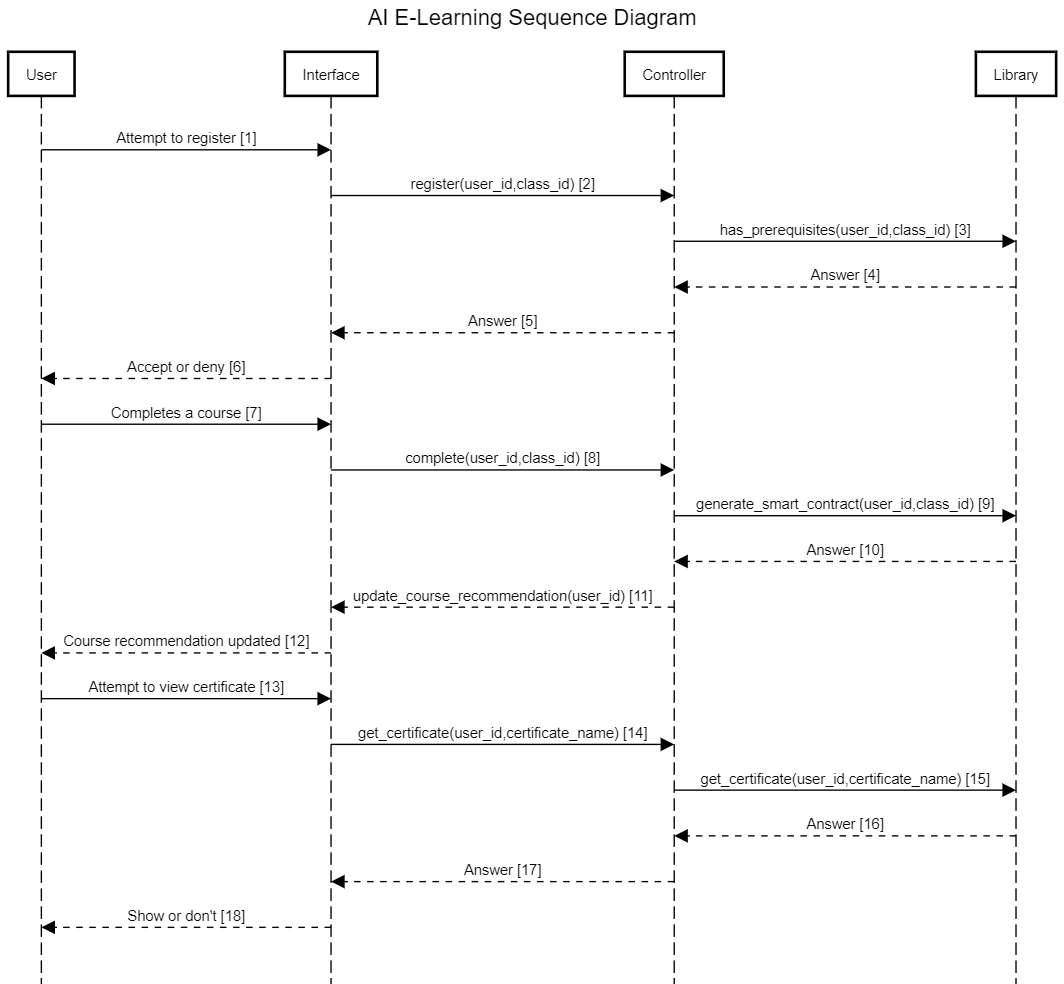 AI E-Learning Sequence Diagram
User
Interface
Controller
Library
Attempt to register [1]
register(user_id,class_id) [2]
has_prerequisites(user_id,class_id) [3]
Answer [4]
Answer [5]
Accept or deny [6]
Completes a course [7]
complete(user_id,class_id) [8]
generate_smart_contract(user_id,class_id) [9]
Answer [10]
update_course_recommendation(user_id) [11]
Course recommendation updated [12]
Attempt to view certificate [13]
get_certificate(user_id,certificate_name) [14]
get_certificate(user_id,certificate_name) [15]
Answer [16]
Answer [17]
Show or don't [18]